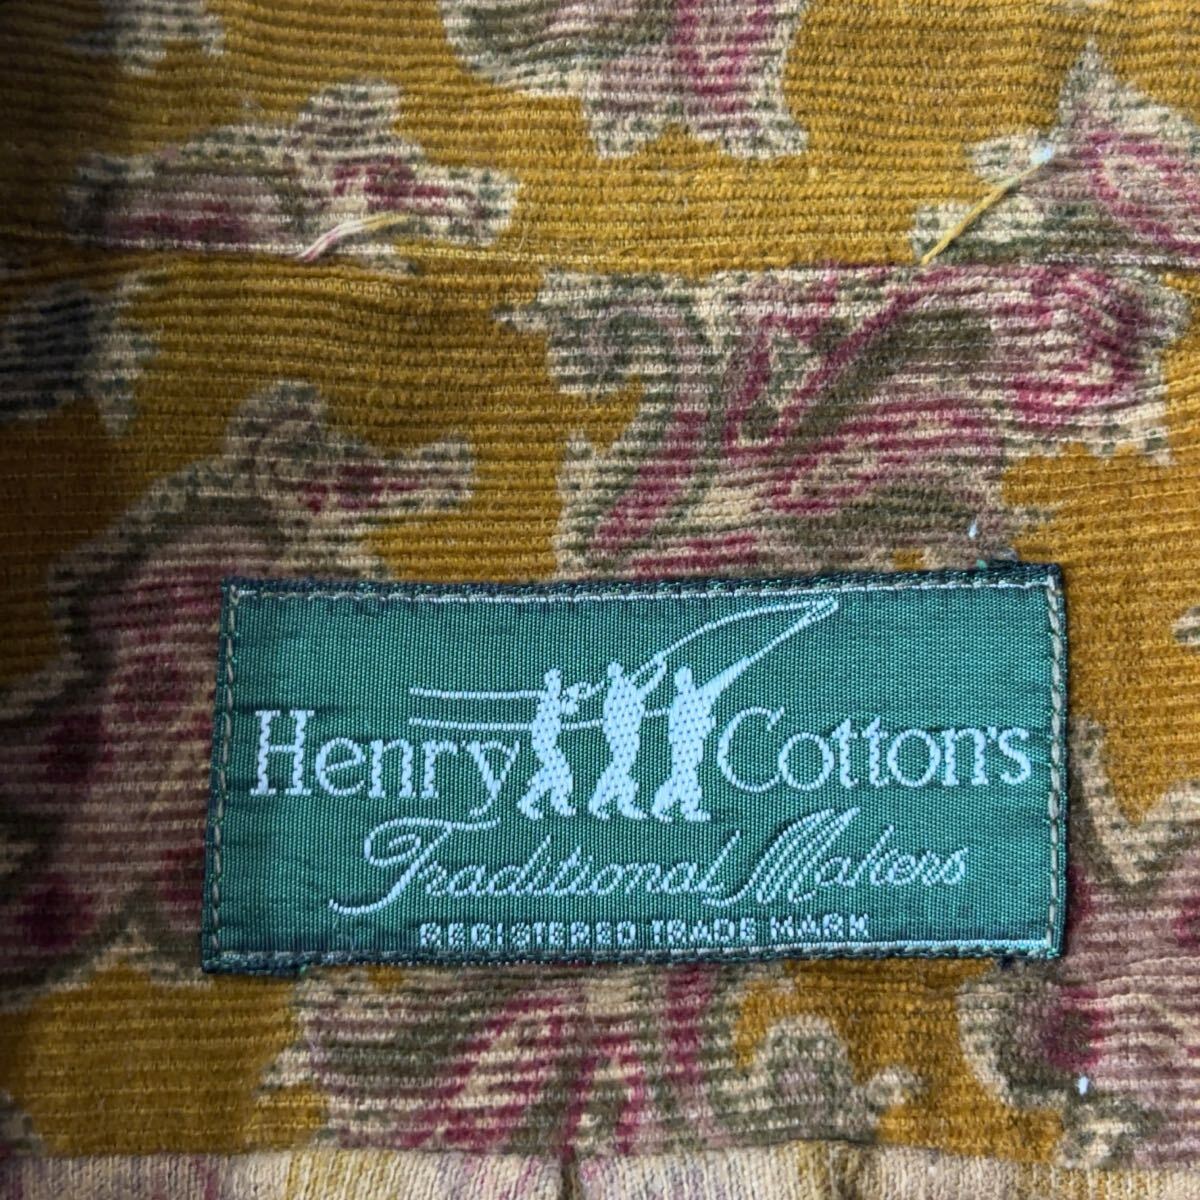 Henry Cotton's
Traditional Makers
REGISTERED TRADE MARK